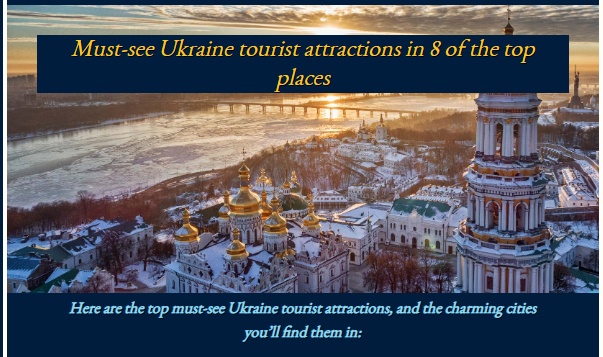 Must-see Ukraine tourist attractions in 8 of the top
places
Here are the top must-see Ukraine tourist attractions, and the charming cities
you'll find them in: